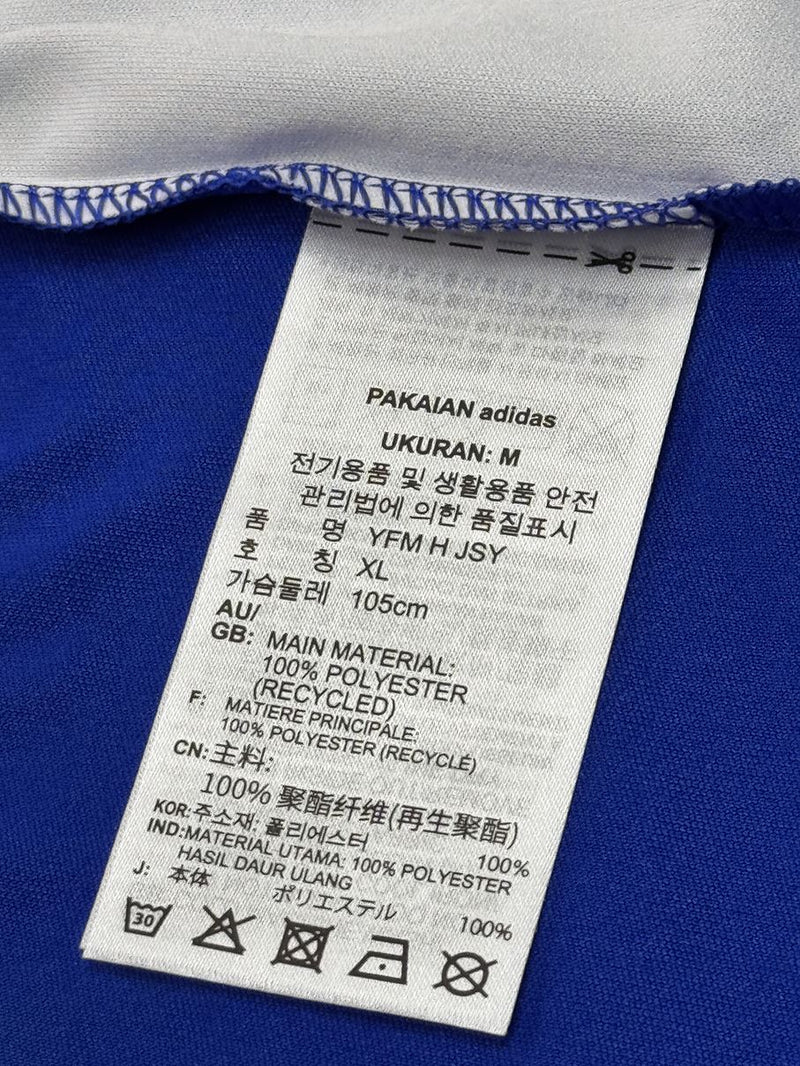 PAKAIAN adidas
UKURAN: M
전기용품 및 생활용품 안전
관리법에 의한 품질표시
품 명 YFM H JSY
호 칭 XL
가슴둘레 105cm
AU/
GB: MAIN MATERIAL:
100% POLYESTER
(RECYCLED)
F: MATIERE PRINCIPALE:
100% POLYESTER (RECYCLÉ)
CN: 主料:
100% 聚酯纤维(再生聚酯)
KOR: 주소재: 폴리에스터 100%
IND: MATERIAL UTAMA: 100% POLYESTER
HASIL DAUR ULANG
J: 本体 ポリエステル 100%
30